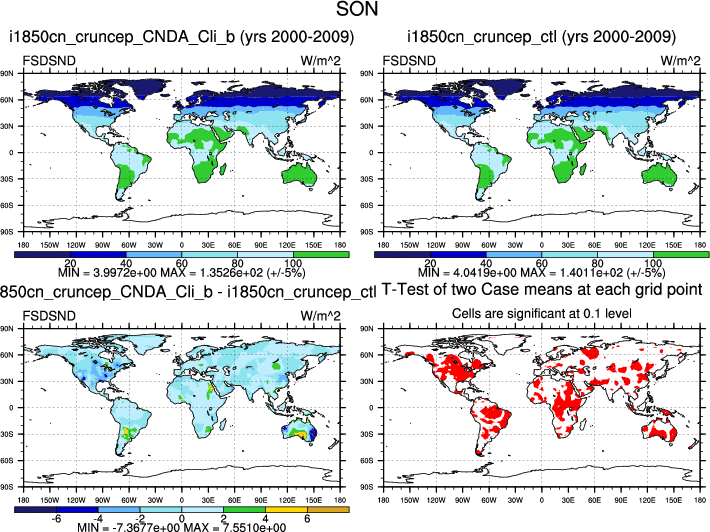 SON
i1850cn_cruncep_CNDA_Cli_b (yrs 2000-2009)
FSDSND W/m^2
90N
60N
30N
0
30S
60S
90S
180 150W 120W 90W 60W 30W 0 30E 60E 90E 120E 150E 180
20 40 60 80 100
MIN = 3.9972e+00 MAX = 1.3526e+02 (+/-5%)
i1850cn_cruncep_ctl (yrs 2000-2009)
FSDSND W/m^2
90N
60N
30N
0
30S
60S
90S
180 150W 120W 90W 60W 30W 0 30E 60E 90E 120E 150E 180
20 40 60 80 100
MIN = 4.0419e+00 MAX = 1.4011e+02 (+/-5%)
850cn_cruncep_CNDA_Cli_b - i1850cn_cruncep_ctl
FSDSND W/m^2
90N
60N
30N
0
30S
60S
90S
180 150W 120W 90W 60W 30W 0 30E 60E 90E 120E 150E 180
-6 -4 -2 0 2 4 6
MIN = -7.3677e+00 MAX = 7.5510e+00
T-Test of two Case means at each grid point
Cells are significant at 0.1 level
90N
60N
30N
0
30S
60S
90S
180 150W 120W 90W 60W 30W 0 30E 60E 90E 120E 150E 180